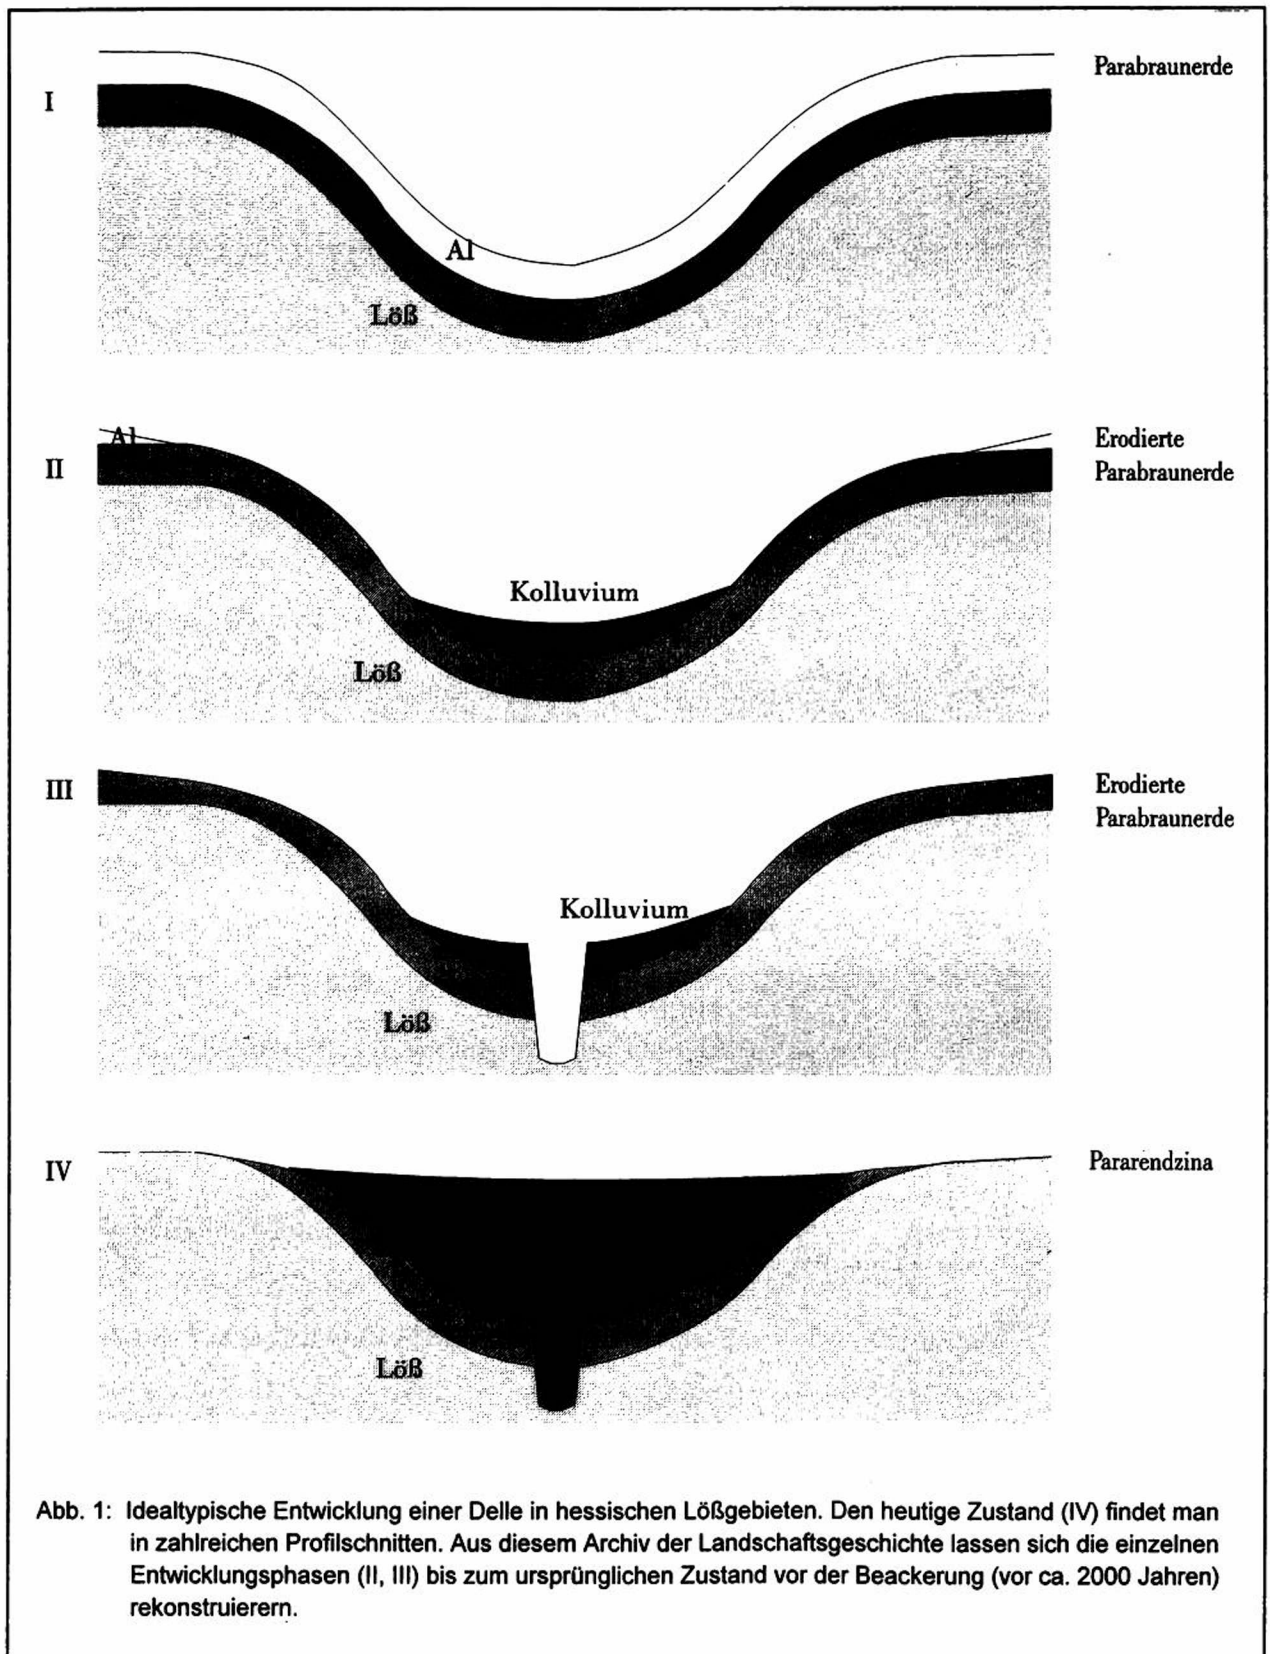 I
Parabraunerde
Al
Löß
II
Al
Erodierte
Parabraunerde
Kolluvium
Löß
III
Erodierte
Parabraunerde
Kolluvium
Löß
IV
Pararendzina
Löß
Abb. 1: Idealtypische Entwicklung einer Delle in hessischen Lößgebieten. Den heutige Zustand (IV) findet man
in zahlreichen Profilschnitten. Aus diesem Archiv der Landschaftsgeschichte lassen sich die einzelnen
Entwicklungsphasen (II, III) bis zum ursprünglichen Zustand vor der Beackerung (vor ca. 2000 Jahren)
rekonstruierern.